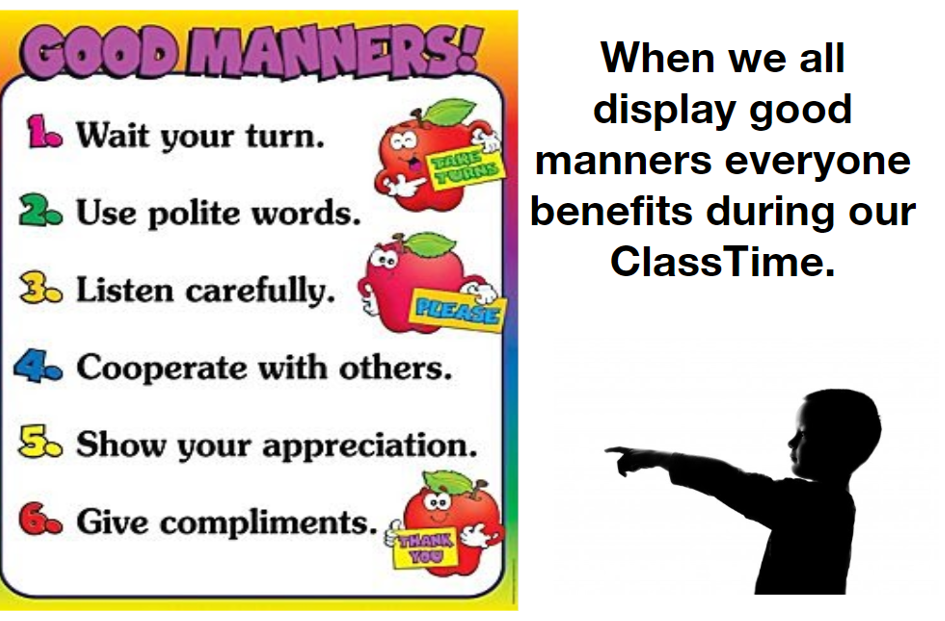 GOOD MANNERS!
1. Wait your turn.
TAKE
TURNS
2. Use polite words.
3. Listen carefully.
PLEASE
4. Cooperate with others.
5. Show your appreciation.
6. Give compliments.
THANK
YOU
When we all
display good
manners everyone
benefits during our
ClassTime.